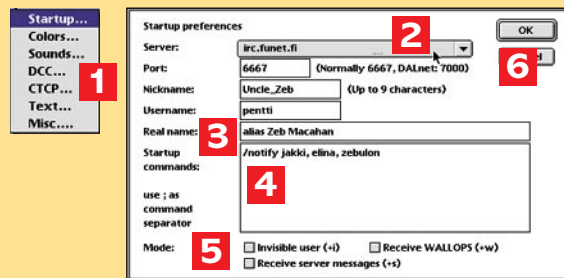 Startup...
Colors...
Sounds...
DCC...
CTCP...
Text...
Misc....
1
Startup preferences
Server:
irc.funet.fi
2
OK
6
Port:
6667
(Normally 6667, DALnet: 7000)
Nickname:
Uncle_Zeb
(Up to 9 characters)
Username:
pentti
Real name:
3
alias Zeb Macahan
Startup
commands:
/notify jakki, elina, zebulon
4
use ; as
command
separator
Mode:
5
Invisible user (+i)
Receive WALLOPS (+w)
Receive server messages (+s)